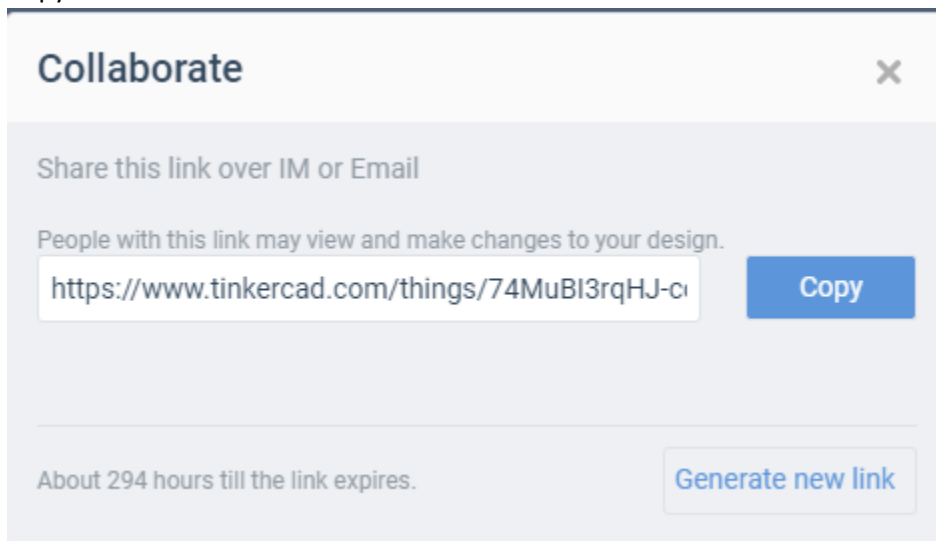 Collaborate
Share this link over IM or Email
People with this link may view and make changes to your design.
https://www.tinkercad.com/things/74MuBI3rqHJ-c
Copy
About 294 hours till the link expires.
Generate new link